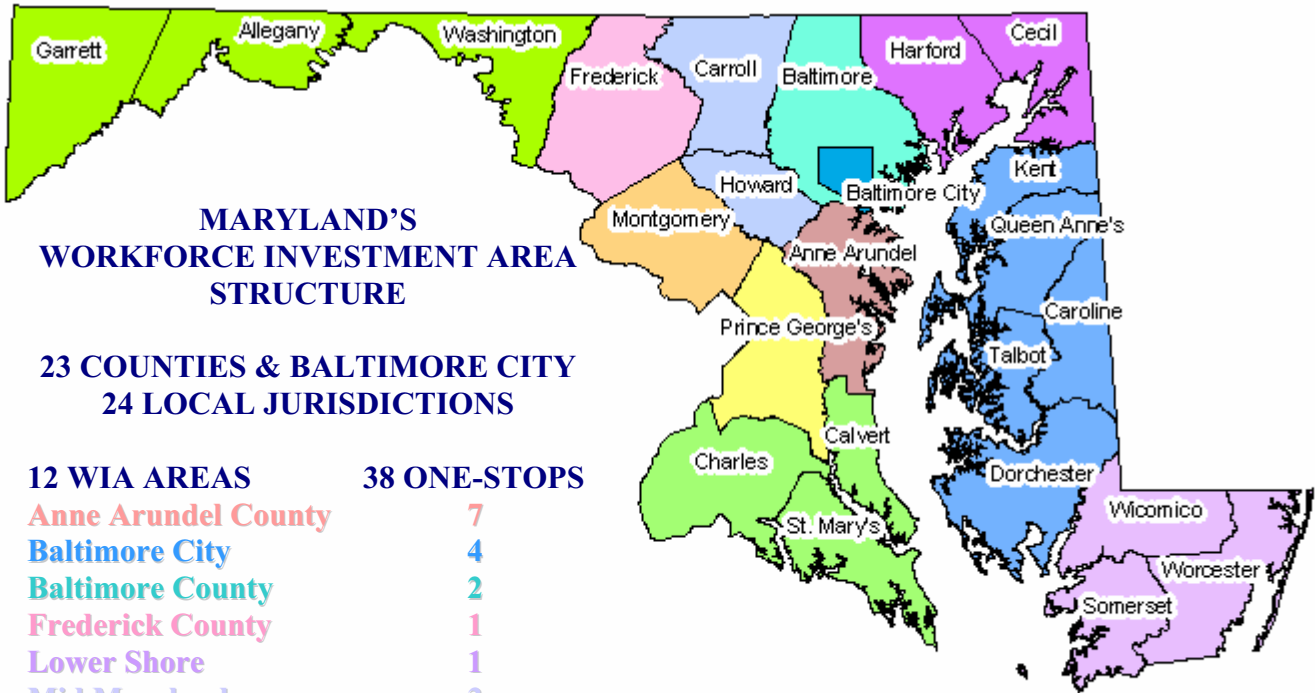 Garrett
Allegany
Washington
Frederick
Carroll
Baltimore
Harford
Cecil
Howard
Baltimore City
Kent
Montgomery
Anne Arundel
Queen Anne's
Prince George's
Caroline
Talbot
Calvert
Charles
Dorchester
St. Mary's
Wicomico
Worcester
Somerset
MARYLAND'S
WORKFORCE INVESTMENT AREA
STRUCTURE
23 COUNTIES & BALTIMORE CITY
24 LOCAL JURISDICTIONS
12 WIA AREAS 38 ONE-STOPS
Anne Arundel County 7
Baltimore City 4
Baltimore County 2
Frederick County 1
Lower Shore 1